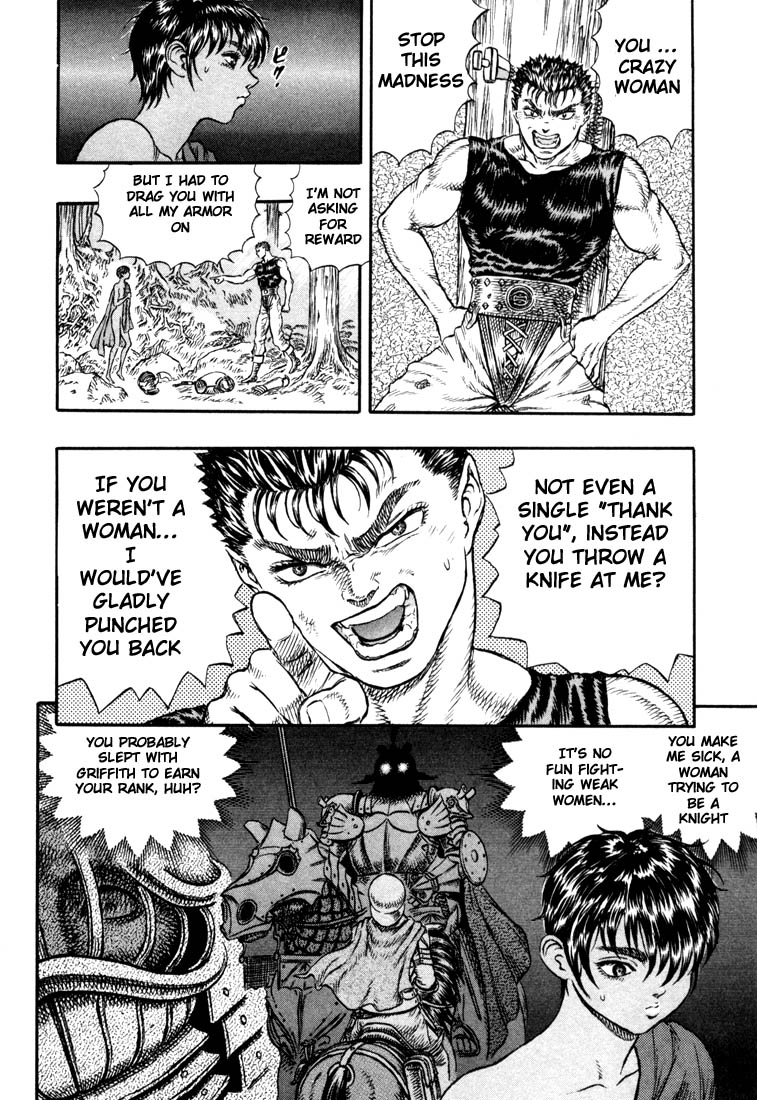 YOU ...
CRAZY
WOMAN
STOP
THIS
MADNESS
ビク
I'M NOT
ASKING
FOR
REWARD
BUT I HAD TO
DRAG YOU WITH
ALL MY ARMOR
ON
NOT EVEN A
SINGLE "THANK
YOU", INSTEAD
YOU THROW A
KNIFE AT ME?
IF YOU
WEREN'T A
WOMAN...
I
WOULD'VE
GLADLY
PUNCHED
YOU BACK
YOU MAKE
ME SICK, A
WOMAN
TRYING TO
BE A
KNIGHT
IT'S NO
FUN FIGHT-
ING WEAK
WOMEN...
YOU PROBABLY
SLEPT WITH
GRIFFITH TO EARN
YOUR RANK, HUH?